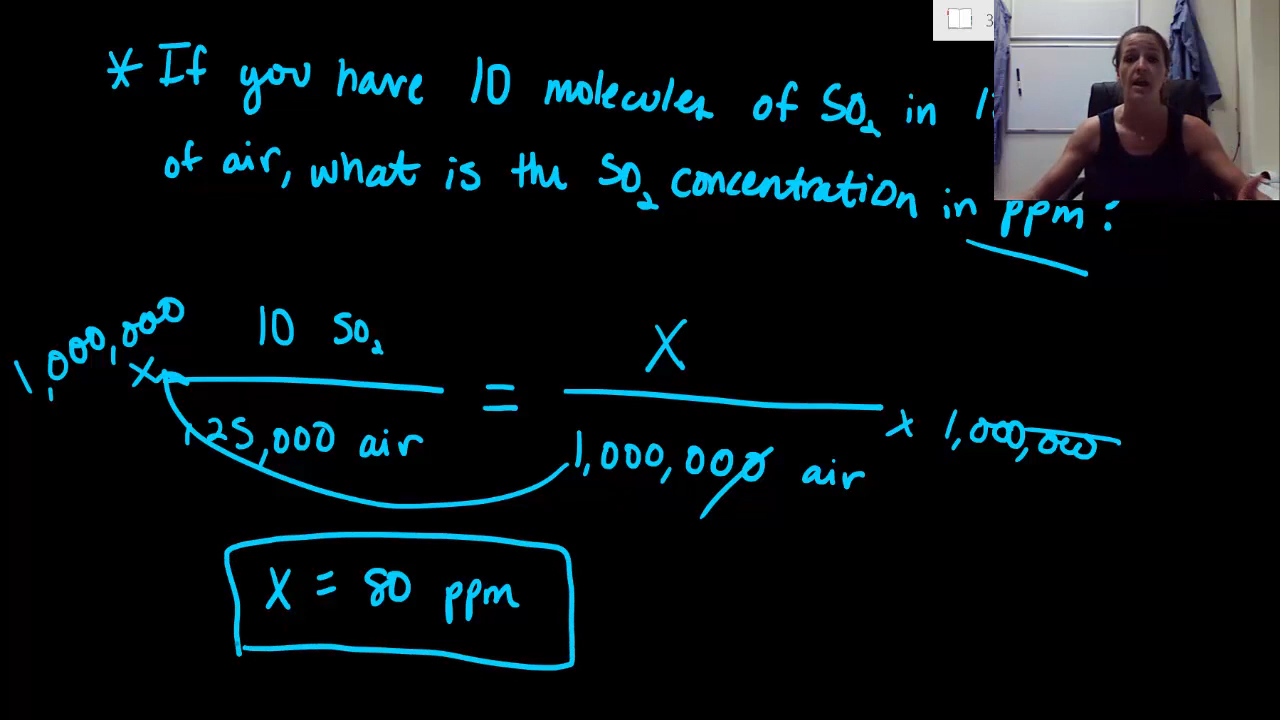 * If you have 10 molecules of SO₂ in
of air, what is the SO₂ concentration in ppm?
1,000,000 x 10 SO₂ = X
125,000 air 1,000,000 air x 1,000,000
X = 80 ppm
3